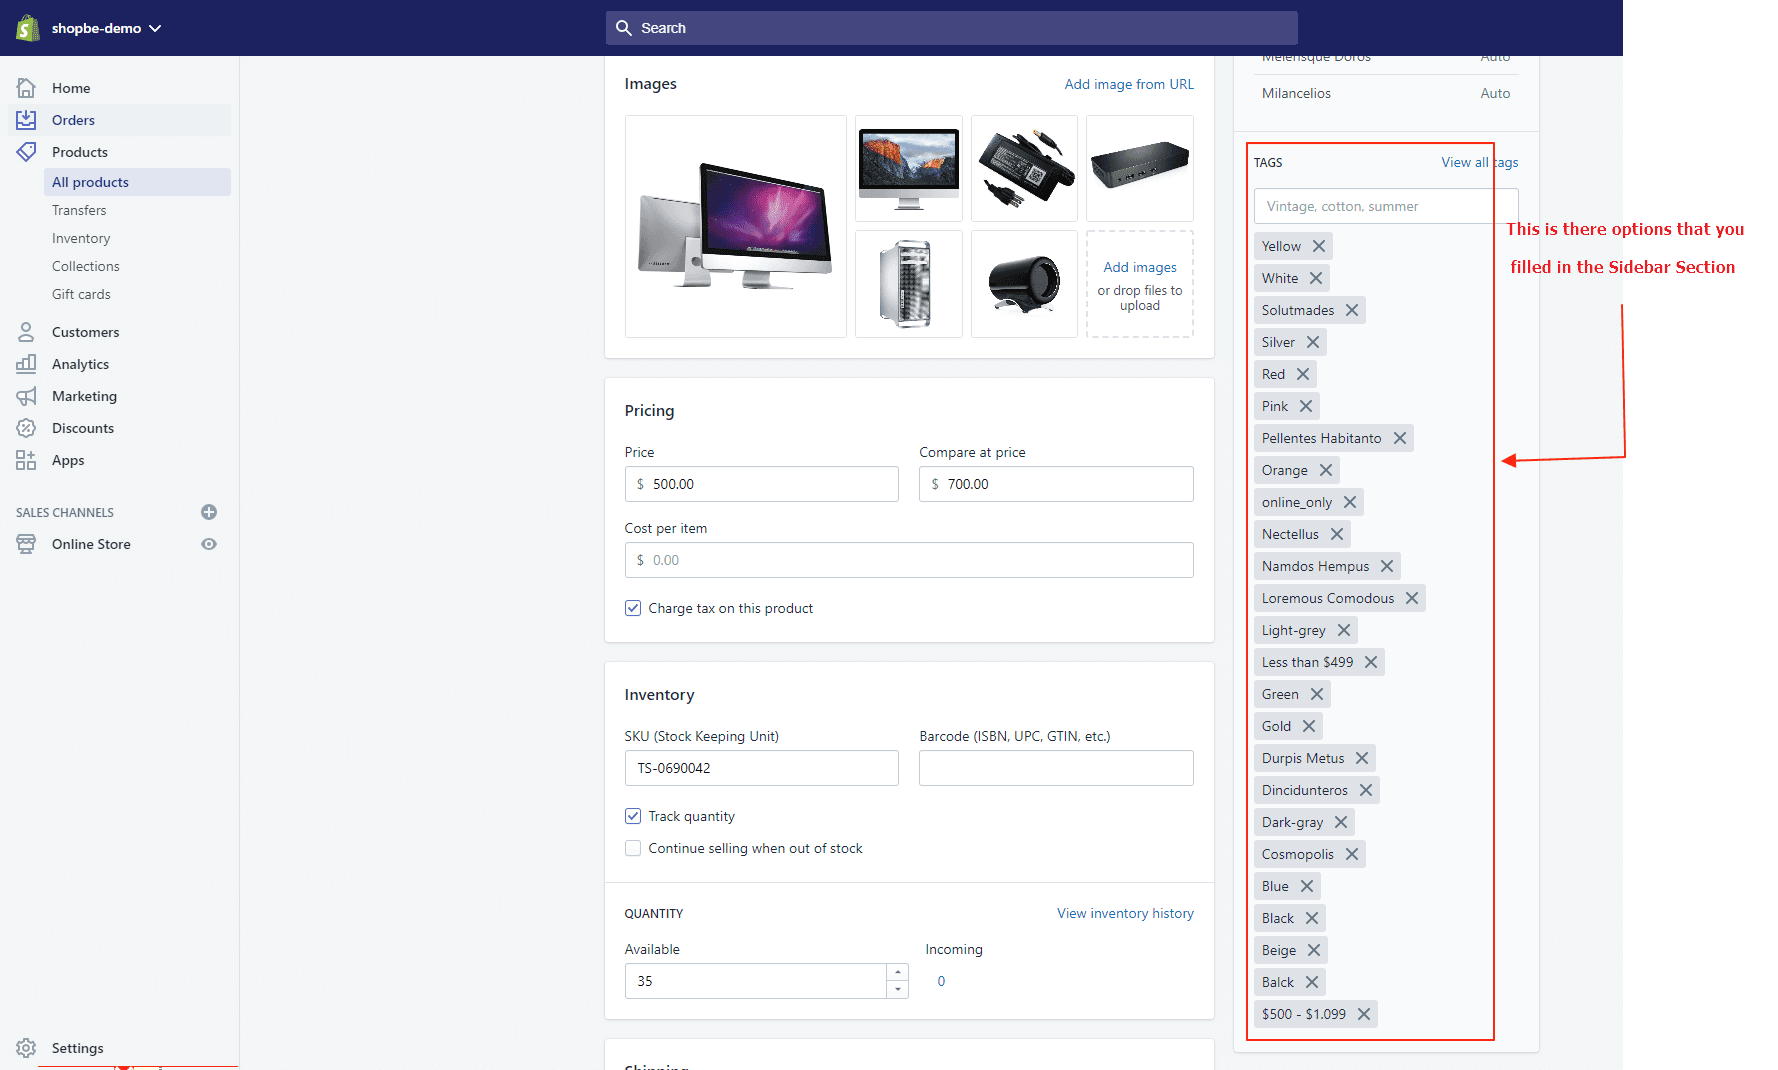 shopbe-demo
Search
Home
Orders
Products
All products
Transfers
Inventory
Collections
Gift cards
Customers
Analytics
Marketing
Discounts
Apps
SALES CHANNELS
Online Store
Settings
Images
Add image from URL
Add images
or drop files to
upload
Pricing
Price
Compare at price
$ 500.00
$ 700.00
Cost per item
$ 0.00
Charge tax on this product
Inventory
SKU (Stock Keeping Unit)
Barcode (ISBN, UPC, GTIN, etc.)
TS-0690042
Track quantity
Continue selling when out of stock
QUANTITY
View inventory history
Available
Incoming
35
0
Shipping
Melerisque Doros
Auto
Milancelios
Auto
TAGS
View all tags
Vintage, cotton, summer
Yellow
White
Solutmades
Silver
Red
Pink
Pellentes Habitanto
Orange
online_only
Nectellus
Namdos Hempus
Loremous Comodous
Light-grey
Less than $499
Green
Gold
Durpis Metus
Dincidunteros
Dark-gray
Cosmopolis
Blue
Black
Beige
Balck
$500 - $1.099
This is there options that you
filled in the Sidebar Section